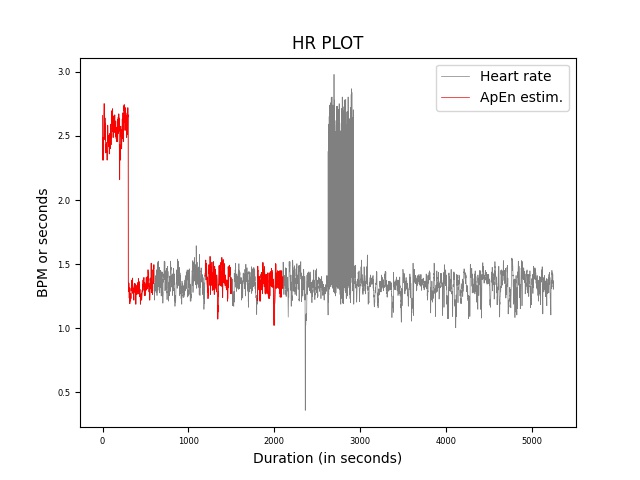 HR PLOT
Heart rate
ApEn estim.
3.0
2.5
2.0
1.5
1.0
0.5
BPM or seconds
0 1000 2000 3000 4000 5000
Duration (in seconds)